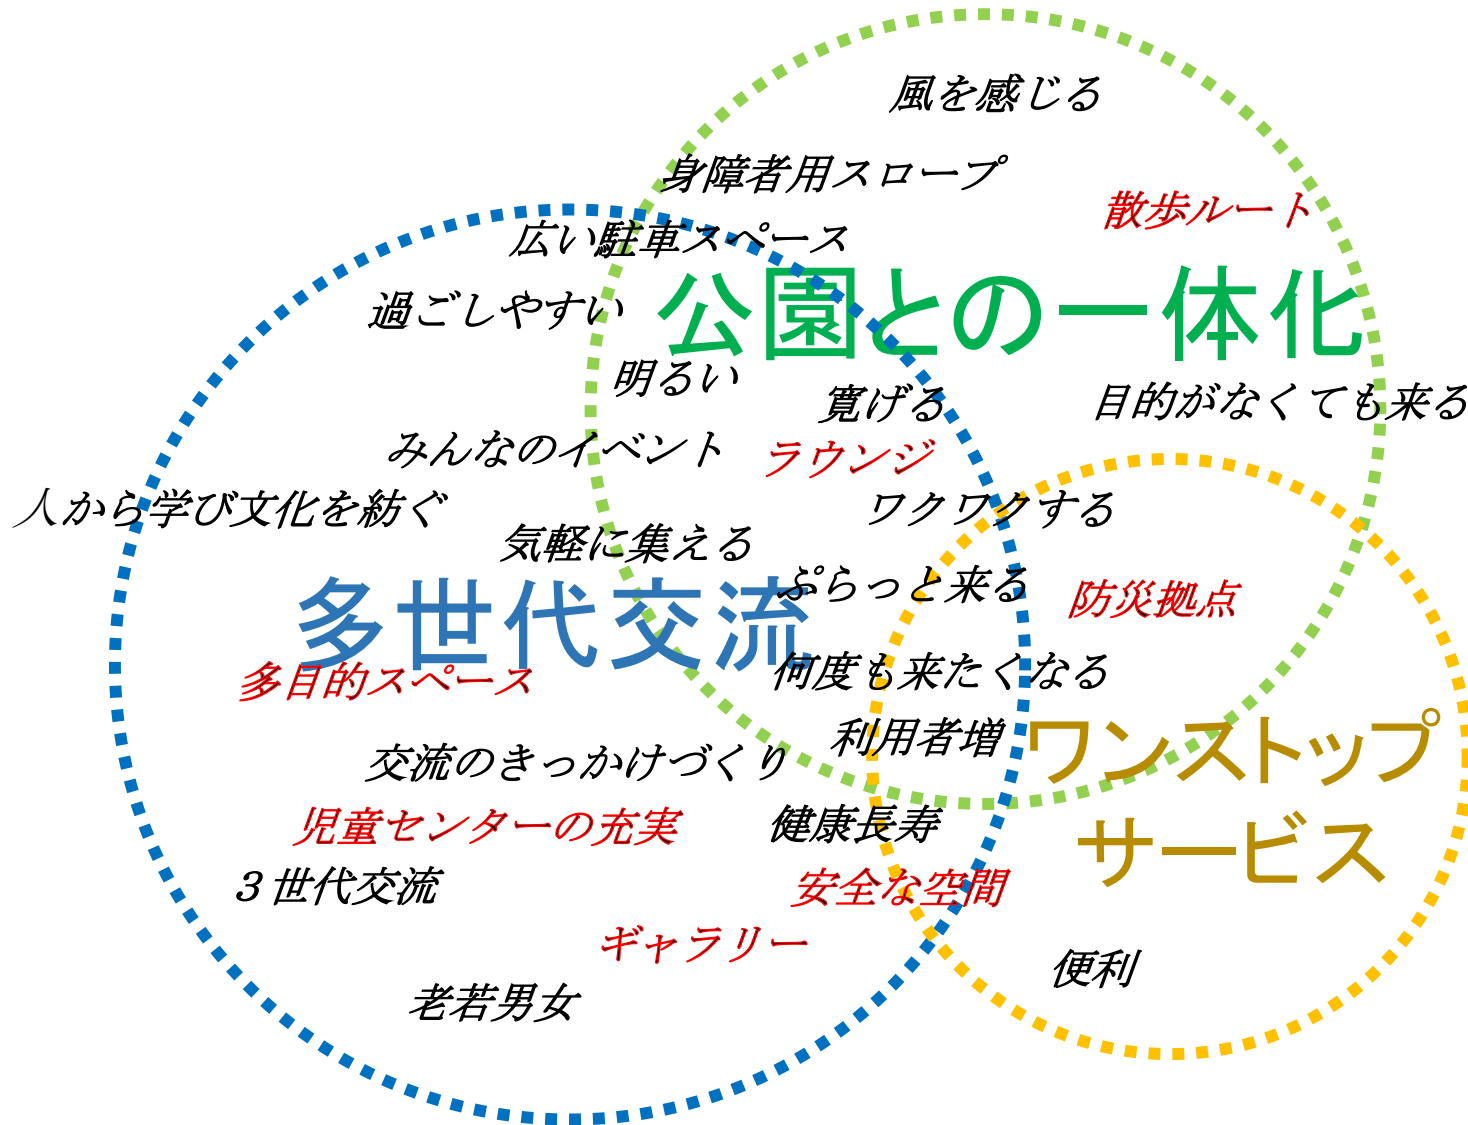 風を感じる
身障者用スロープ
散歩ルート
広い駐車スペース
過ごしやすい
公園との一体化
明るい
寛げる
目的がなくても来る
みんなのイベント
ラウンジ
人から学び文化を紡ぐ
ワクワクする
気軽に集える
ぷらっと来る
防災拠点
多世代交流
多目的スペース
何度も来たくなる
利用者増
ワンストップ
サービス
交流のきっかけづくり
児童センターの充実
健康長寿
３世代交流
安全な空間
ギャラリー
便利
老若男女